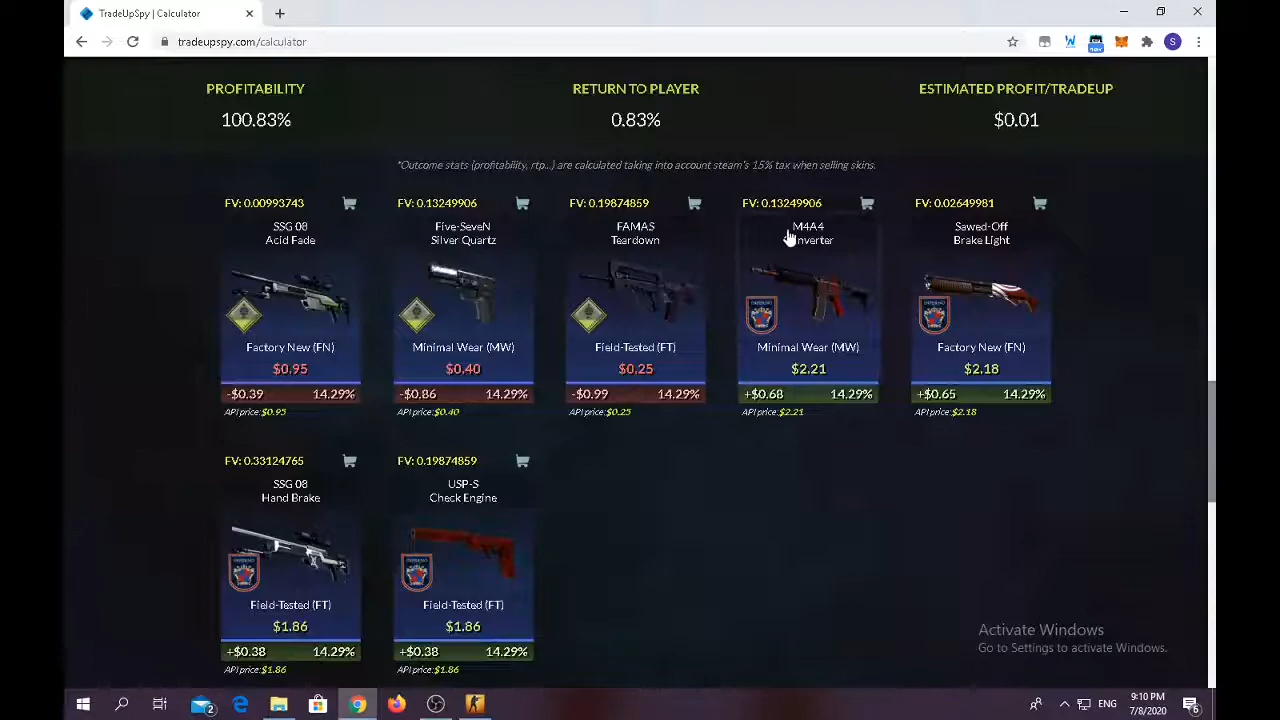 TradeUpSpy | Calculator
tradeupspy.com/calculator
PROFITABILITY
RETURN TO PLAYER
ESTIMATED PROFIT/TRADEUP
100.83%
0.83%
$0.01
*Outcome stats (profitability, rtp...) are calculated taking into account steam's 15% tax when selling skins.
FV: 0.00993743
FV: 0.13249906
FV: 0.19874859
FV: 0.13249906
FV: 0.02649981
SSG 08
Acid Fade
Five-SeveN
Silver Quartz
FAMAS
Teardown
M4A4
Sawed-Off
Brake Light
Factory New (FN)
Minimal Wear (MW)
Field-Tested (FT)
Minimal Wear (MW)
Factory New (FN)
$0.95
$0.40
$0.25
$2.21
$2.18
-$0.39 14.29%
-$0.86 14.29%
-$0.99 14.29%
+$0.68 14.29%
+$0.65 14.29%
API price:$0.95
API price:$0.40
API price:$0.25
API price:$2.21
API price:$2.18
FV: 0.33124765
FV: 0.19874859
SSG 08
Hand Brake
USP-S
Check Engine
Field-Tested (FT)
Field-Tested (FT)
$1.86
$1.86
+$0.38 14.29%
+$0.38 14.29%
API price:$1.86
API price:$1.86
Activate Windows
Go to Settings to activate Windows.
ENG
9:10 PM
7/8/2020